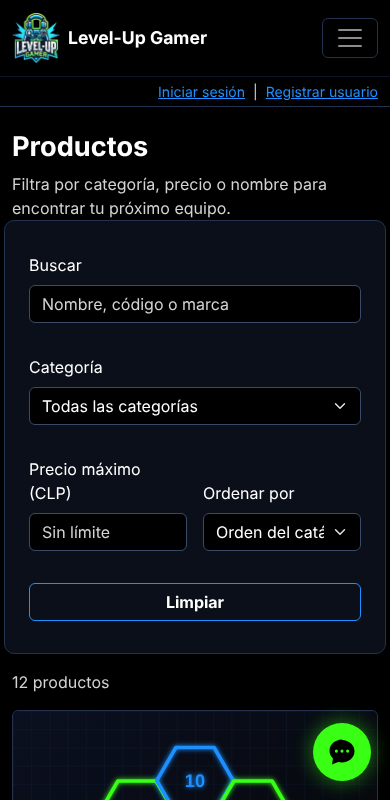 LEVEL-UP
GAMER
Level-Up Gamer
Iniciar sesión | Registrar usuario
Productos
Filtra por categoría, precio o nombre para
encontrar tu próximo equipo.
Buscar
Nombre, código o marca
Categoría
Todas las categorías
Precio máximo
(CLP)
Ordenar por
Sin límite
Orden del catá
Limpiar
12 productos
10